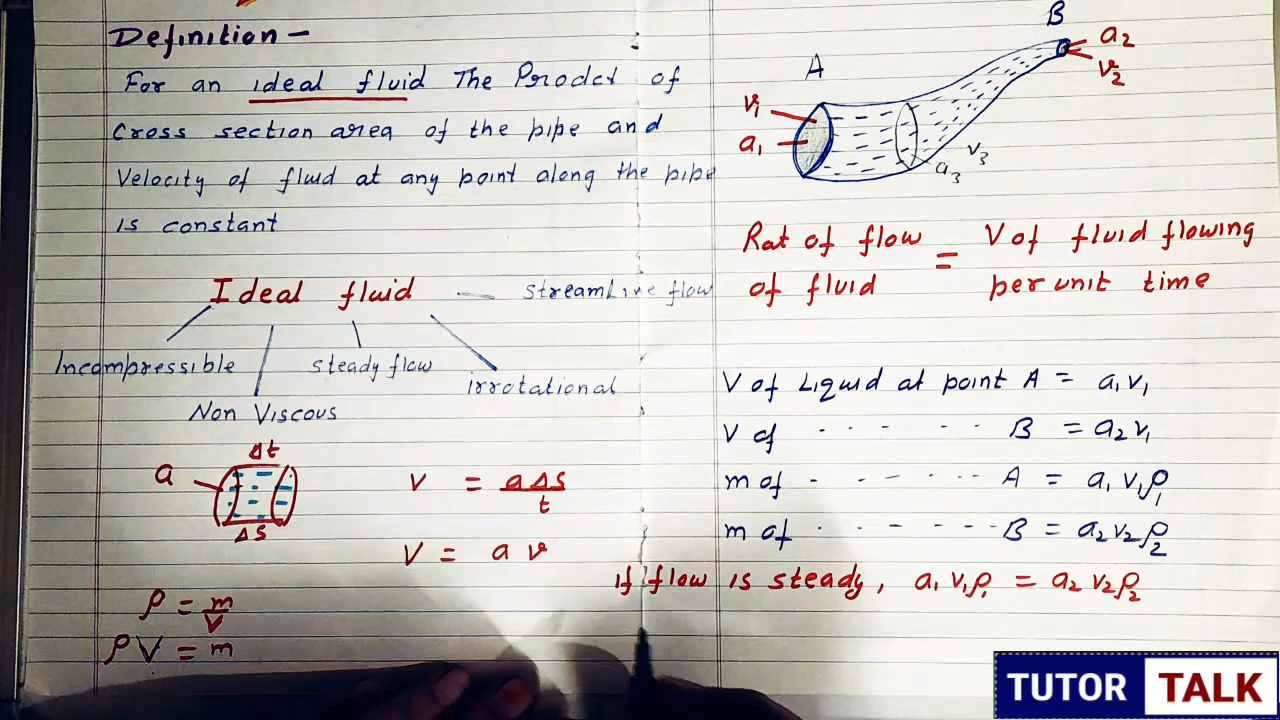 Definition -
For an ideal fluid The Prodct of
Cross section area of the pipe and
Velocity of fluid at any point along the pipe
is constant
Ideal fluid — StreamLine flow
Incompressible
steady flow
irrotational
Non Viscous
Δt
a
ΔS
V = aΔS/t
V = a v
ρ = m/V
ρV = m
A
B
v₁
a₁
a₂
v₂
a₃
v₃
Rat of flow of fluid = V of fluid flowing per unit time
V of Liquid at point A = a₁v₁
V of - - - - B = a₂v₁
m of - - - - A = a₁v₁ρ₁
m of - - - - - B = a₂v₂ρ₂
If flow is steady, a₁v₁ρ₁ = a₂v₂ρ₂
TUTOR TALK